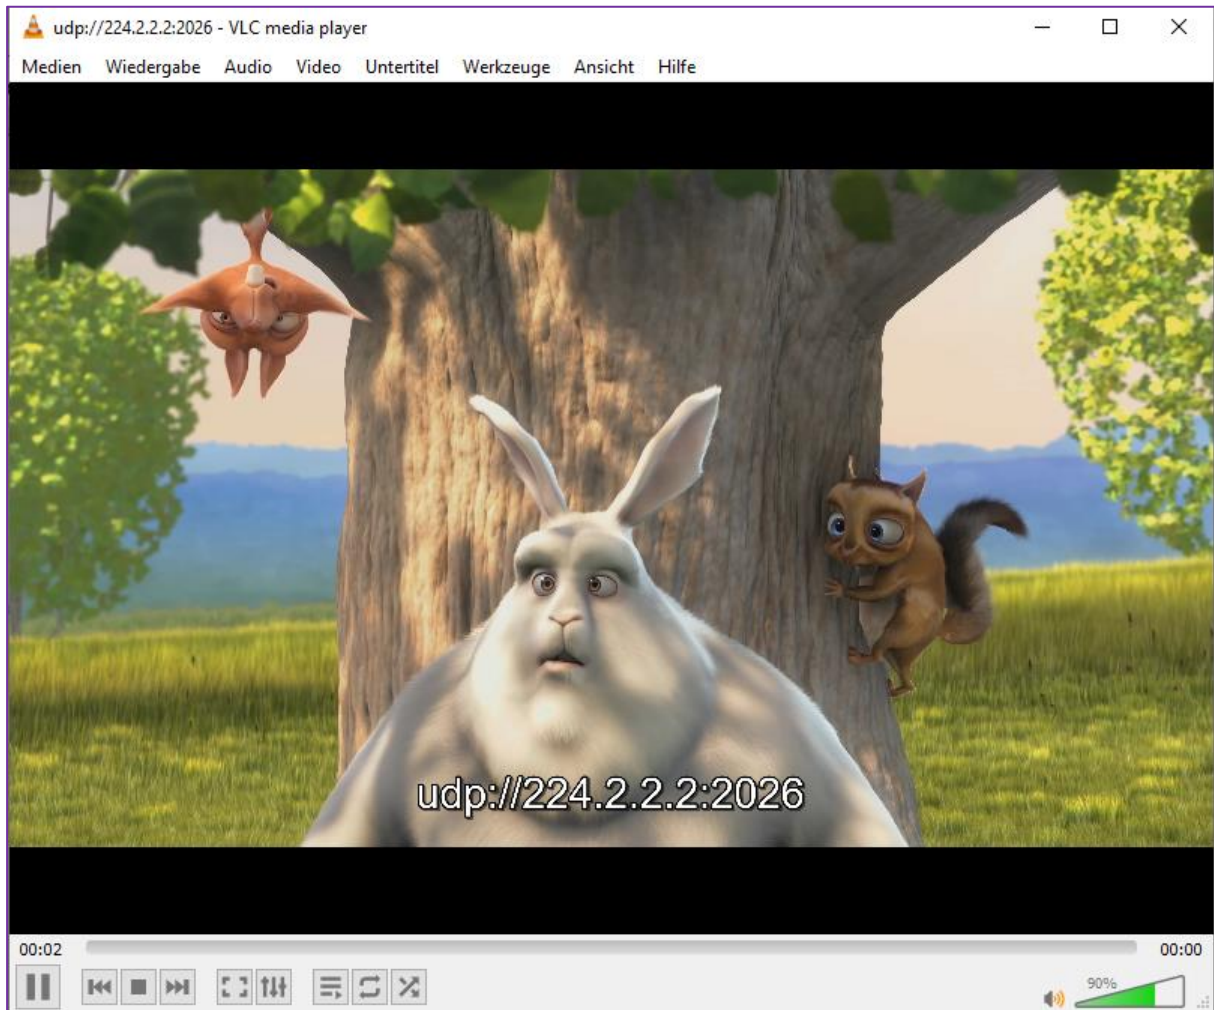 udp://224.2.2.2:2026 - VLC media player
Medien Wiedergabe Audio Video Untertitel Werkzeuge Ansicht Hilfe
udp://224.2.2.2:2026
00:02 00:00
90%